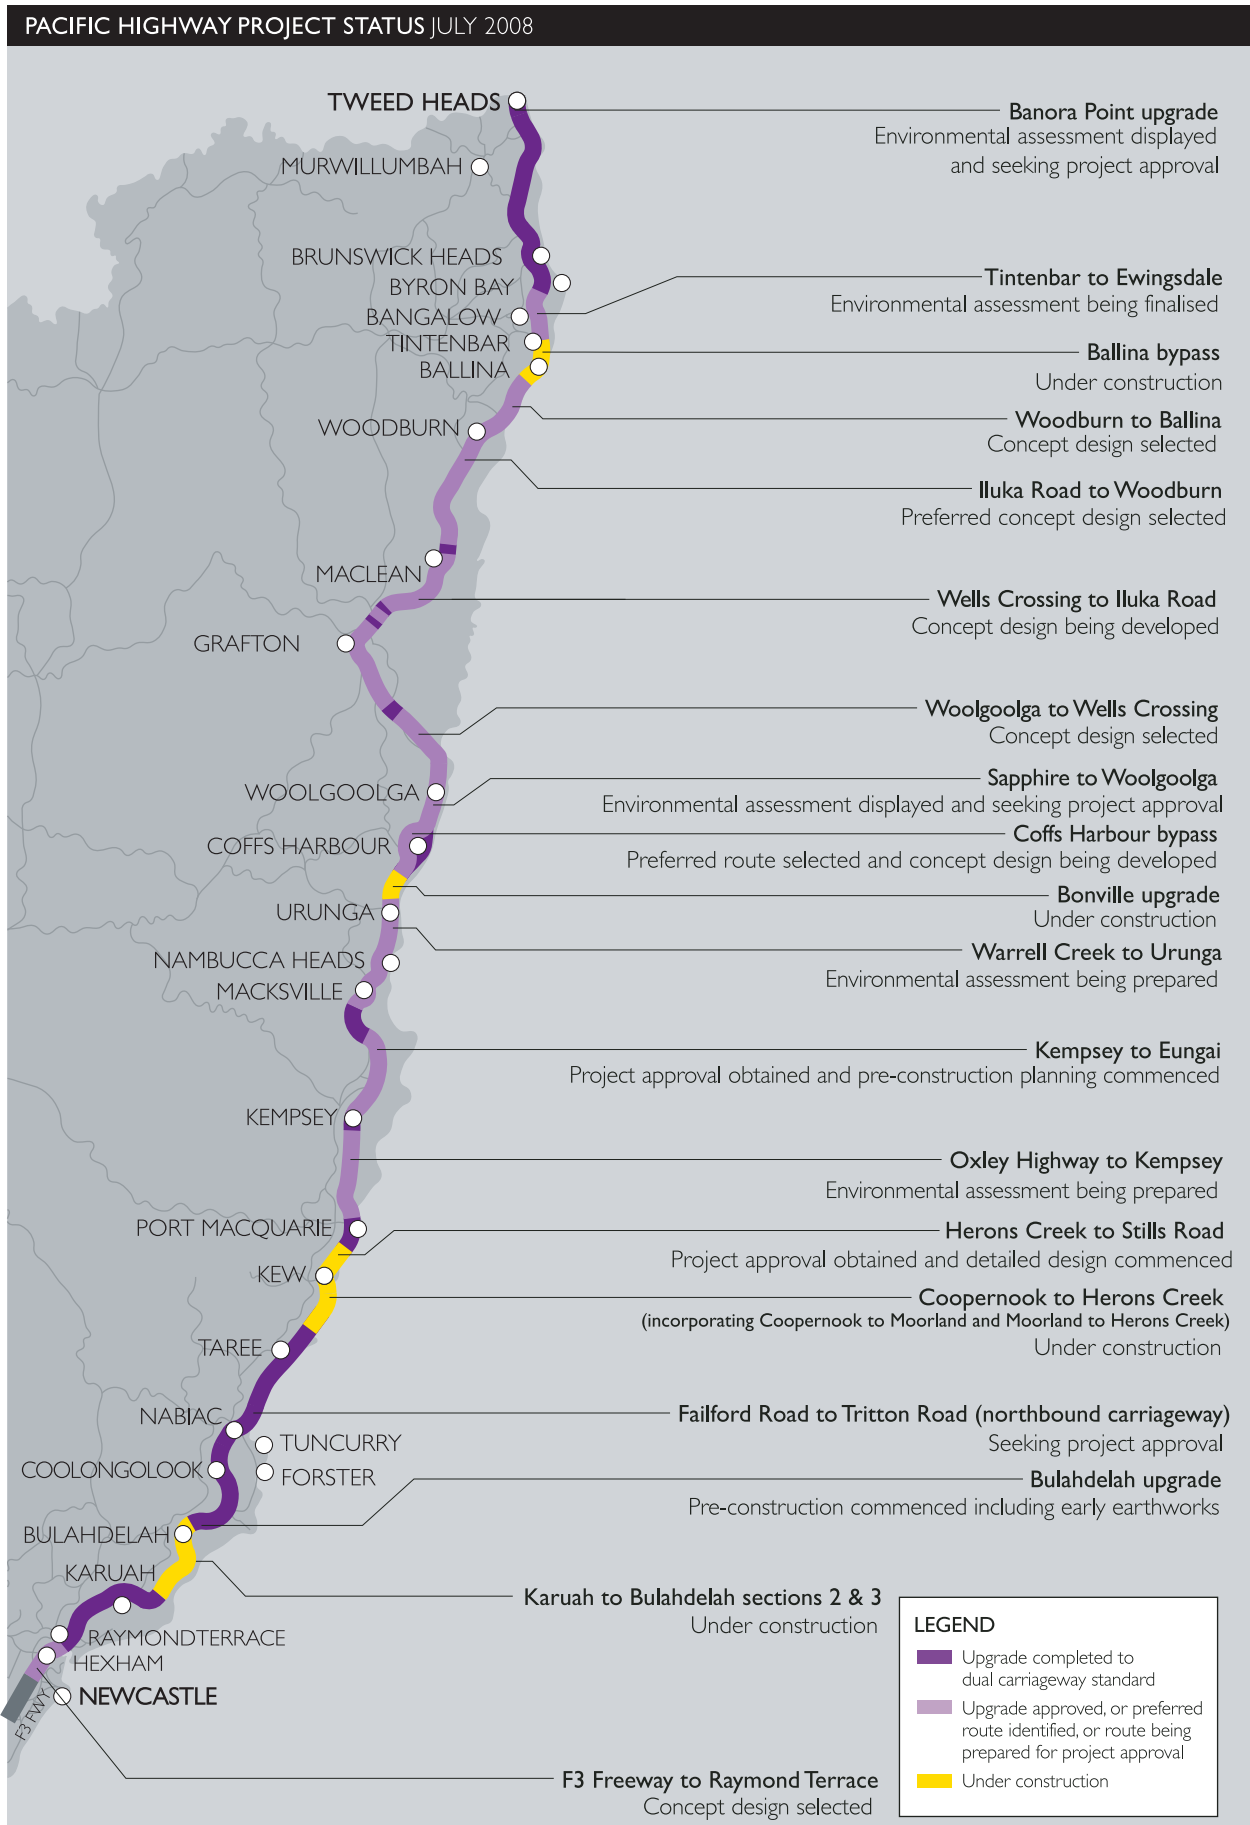 PACIFIC HIGHWAY PROJECT STATUS JULY 2008
TWEED HEADS
Banora Point upgrade
Environmental assessment displayed
and seeking project approval
MURWILLUMBAH
BRUNSWICK HEADS
BYRON BAY
Tintenbar to Ewingsdale
Environmental assessment being finalised
BANGALOW
TINTENBAR
Ballina bypass
Under construction
BALLINA
Woodburn to Ballina
Concept design selected
WOODBURN
Iluka Road to Woodburn
Preferred concept design selected
MACLEAN
Wells Crossing to Iluka Road
Concept design being developed
GRAFTON
Woolgoolga to Wells Crossing
Concept design selected
WOOLGOOLGA
Sapphire to Woolgoolga
Environmental assessment displayed and seeking project approval
COFFS HARBOUR
Coffs Harbour bypass
Preferred route selected and concept design being developed
Bonville upgrade
Under construction
URUNGA
Warrell Creek to Urunga
Environmental assessment being prepared
NAMBUCCA HEADS
MACKSVILLE
Kempsey to Eungai
Project approval obtained and pre-construction planning commenced
KEMPSEY
Oxley Highway to Kempsey
Environmental assessment being prepared
PORT MACQUARIE
Herons Creek to Stills Road
Project approval obtained and detailed design commenced
KEW
Coopernook to Herons Creek
(incorporating Coopernook to Moorland and Moorland to Herons Creek)
Under construction
TAREE
NABIAC
Failford Road to Tritton Road (northbound carriageway)
Seeking project approval
TUNCURRY
COOLONGOLOOK
FORSTER
Bulahdelah upgrade
Pre-construction commenced including early earthworks
BULAHDELAH
KARUAH
Karuah to Bulahdelah sections 2 & 3
Under construction
RAYMOND TERRACE
HEXHAM
NEWCASTLE
F3 FWY
F3 Freeway to Raymond Terrace
Concept design selected
LEGEND
Upgrade completed to
dual carriageway standard
Upgrade approved, or preferred
route identified, or route being
prepared for project approval
Under construction